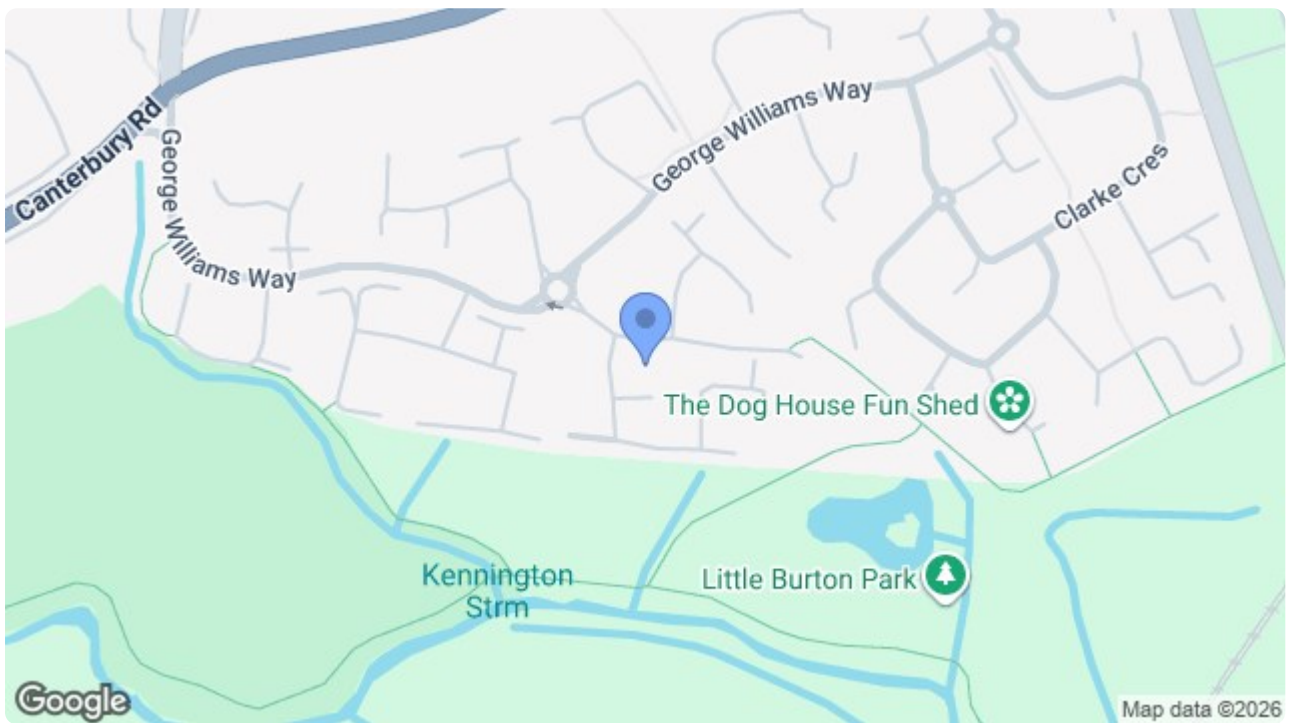 Canterbury Rd
George Williams Way
George Williams Way
Clarke Cres
The Dog House Fun Shed
Kennington
Strm
Little Burton Park
Google
Map data ©2026